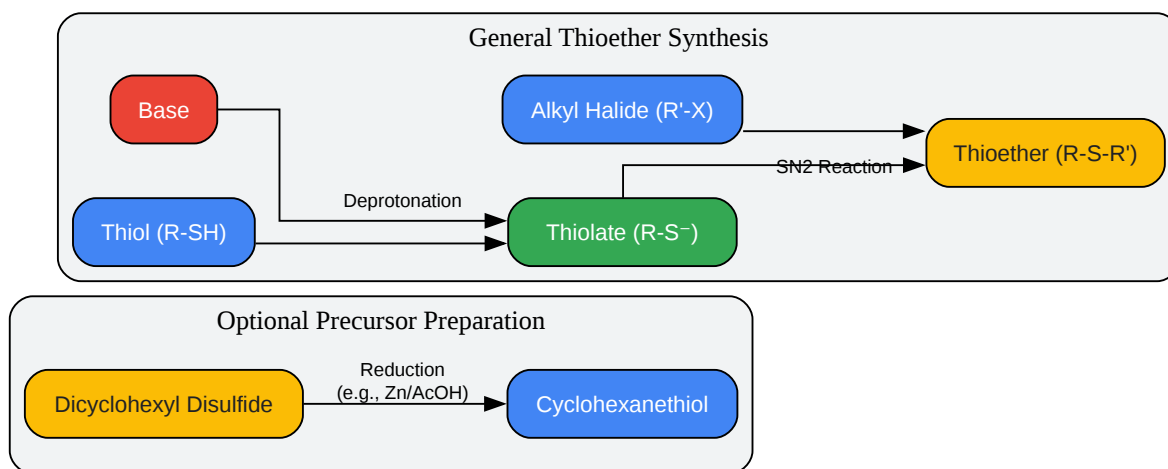 General Thioether Synthesis
Base
Alkyl Halide (R'-X)
Thioether (R-S-R')
SN2 Reaction
Deprotonation
Thiol (R-SH)
Thiolate (R-S⁻)
Optional Precursor Preparation
Reduction
(e.g., Zn/AcOH)
Dicyclohexyl Disulfide
Cyclohexanethiol